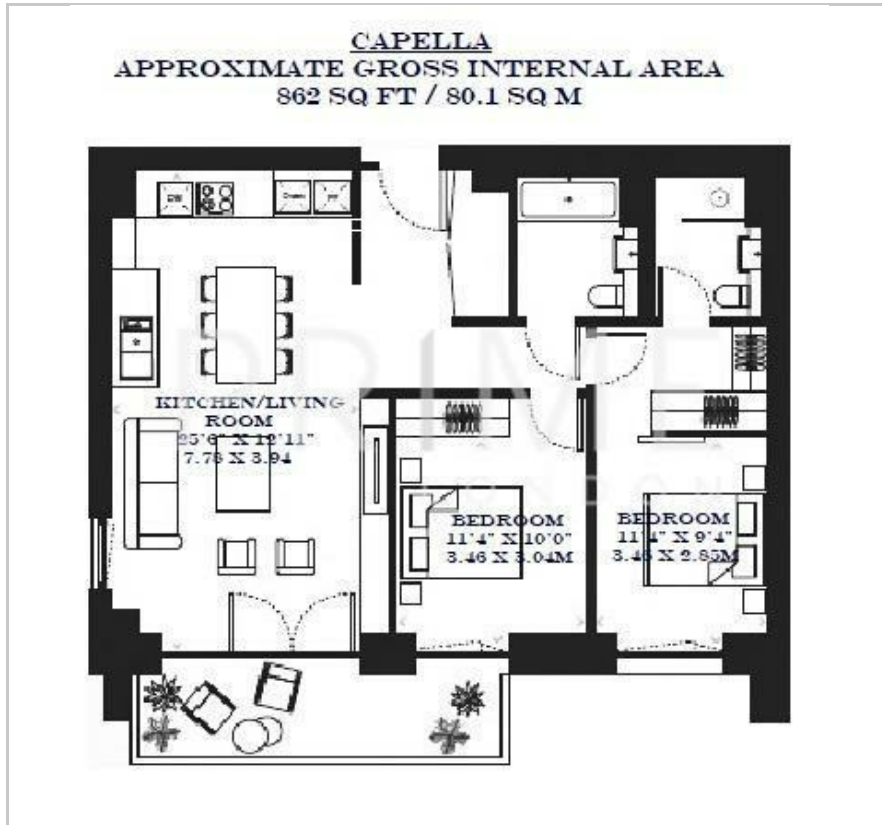 CAPELLA
APPROXIMATE GROSS INTERNAL AREA
862 SQ FT / 80.1 SQ M
KITCHEN/LIVING
ROOM
25'6" X 12'11"
7.78 X 3.94
BEDROOM
11'4" X 10'0"
3.46 X 3.04M
BEDROOM
11'4" X 9'4"
3.46 X 2.85M
PRIME
LONDON